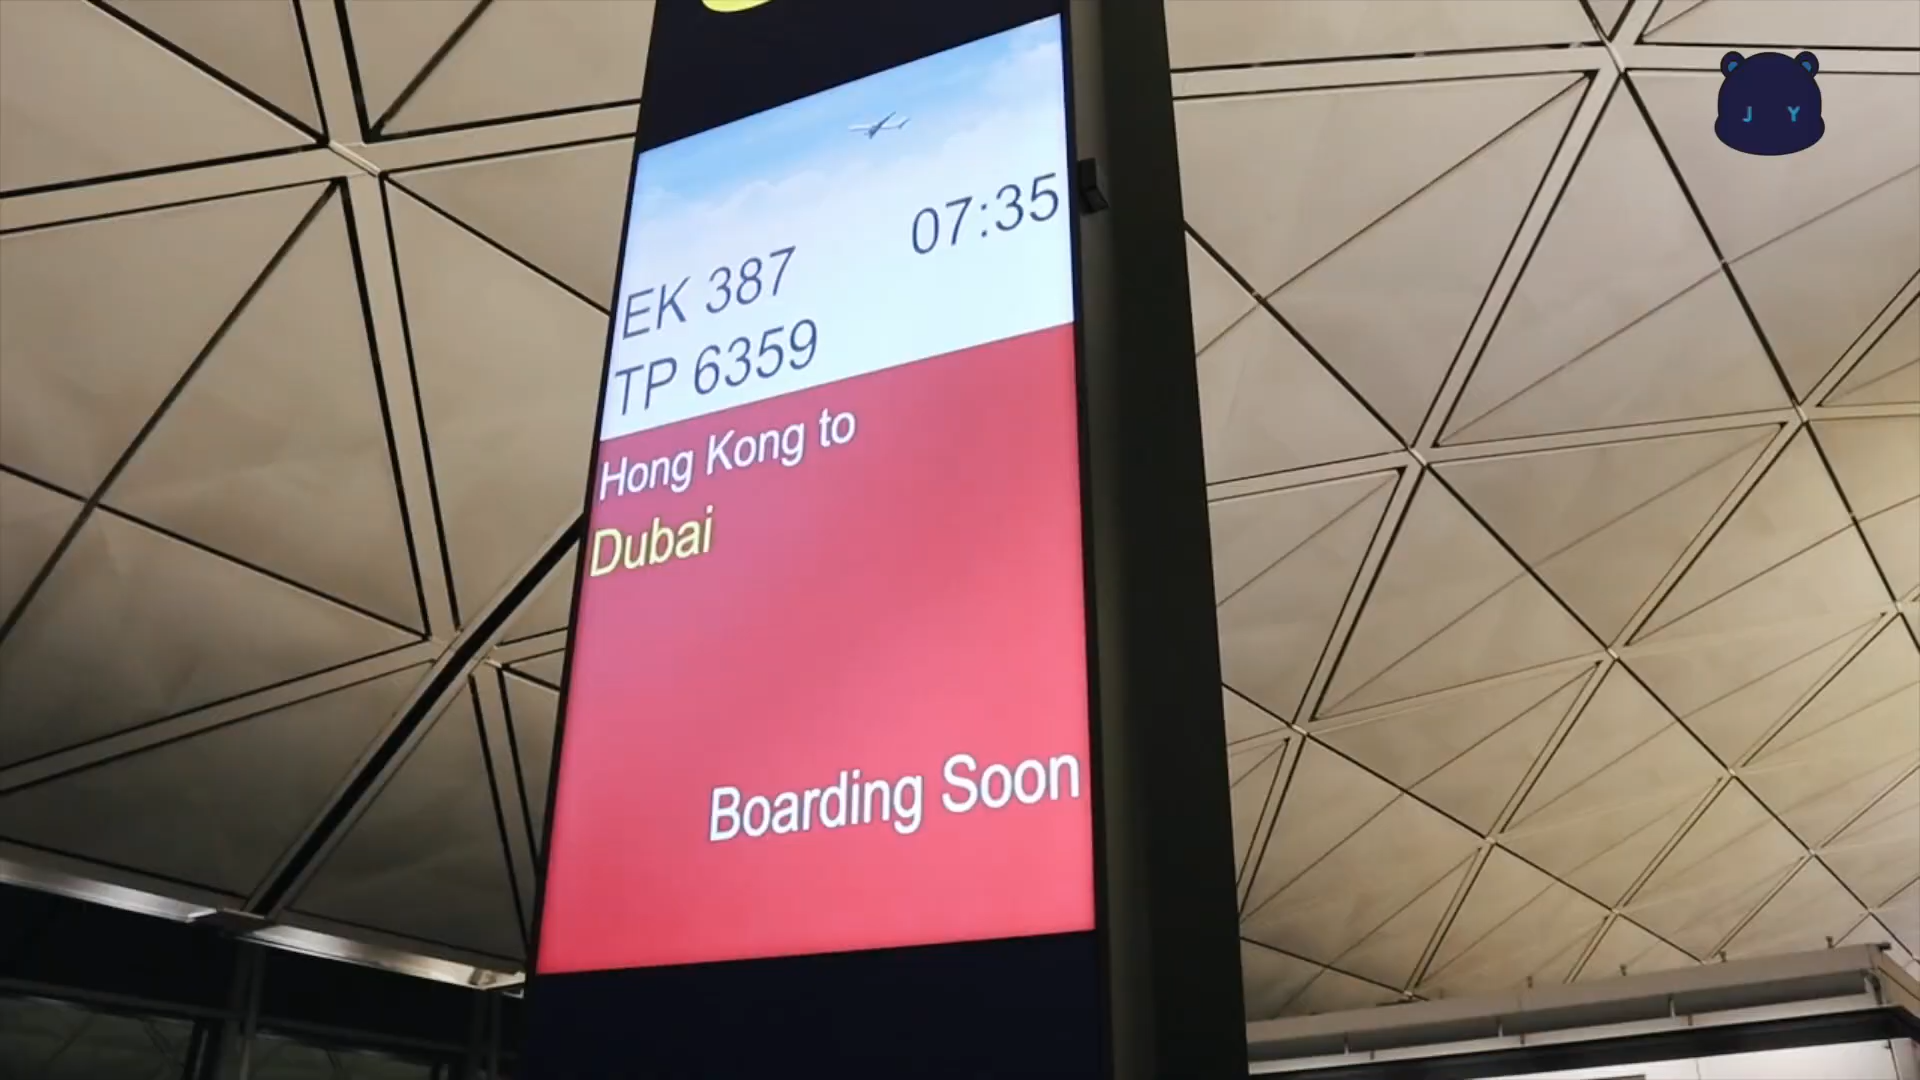 07:35
EK 387
TP 6359
Hong Kong to
Dubai
Boarding Soon
J Y